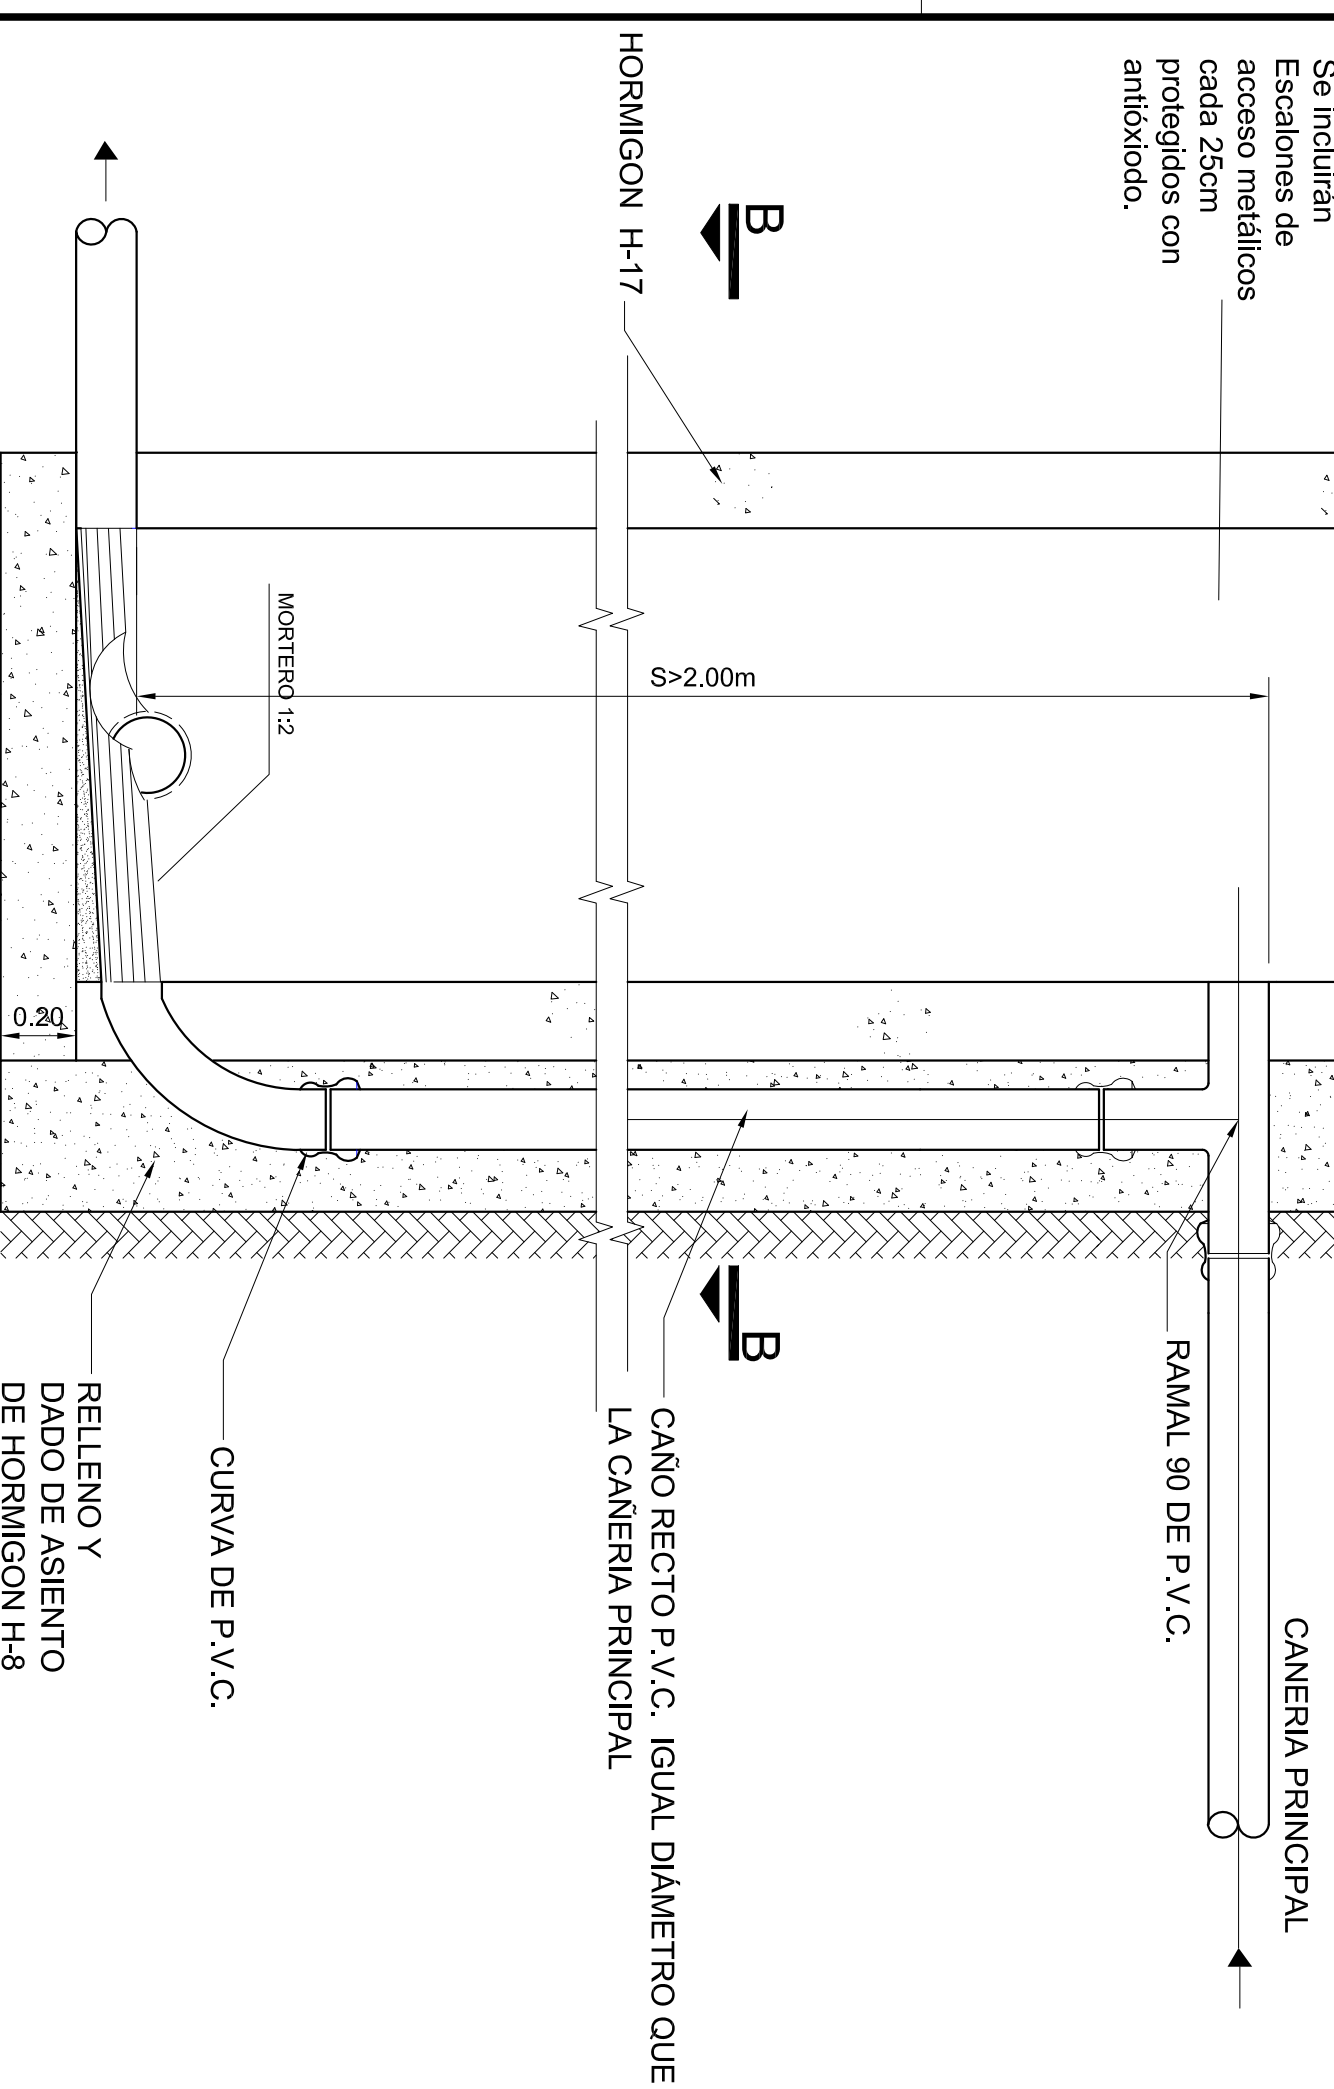 Se incluirán
Escalones de
acceso metálicos
cada 25cm
protegidos con
antióxiodo.
CANERIA PRINCIPAL
RAMAL 90 DE P.V.C.
B
B
HORMIGON H-17
S>2.00m
CAÑO RECTO P.V.C. IGUAL DIÁMETRO QUE
LA CAÑERIA PRINCIPAL
MORTERO 1:2
CURVA DE P.V.C.
0.20
RELLENO Y
DADO DE ASIENTO
DE HORMIGON H-8